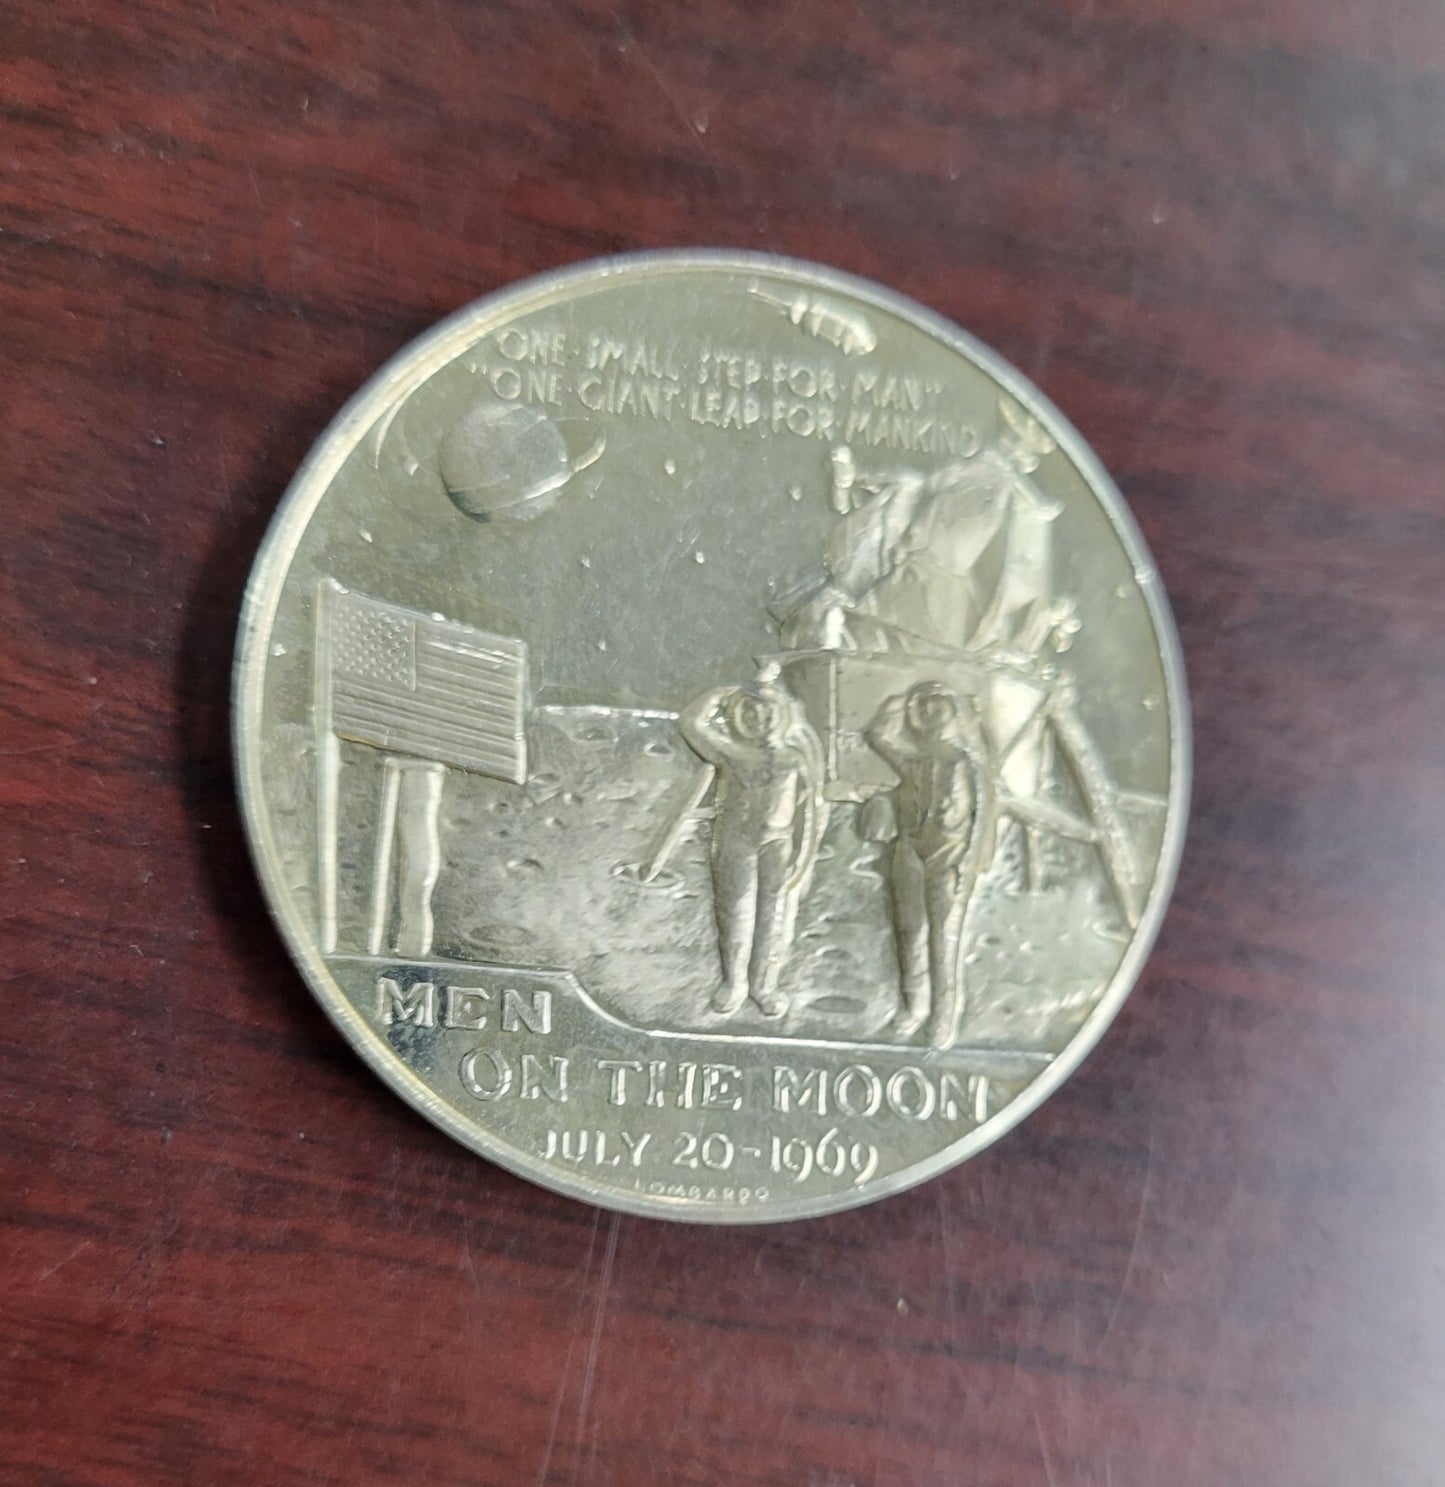 ONE·SMALL·STEP·FOR·MAN"
"ONE·GIANT·LEAP·FOR·MANKIND
MEN
ON THE MOON
JULY 20-1969
LOMBARDO